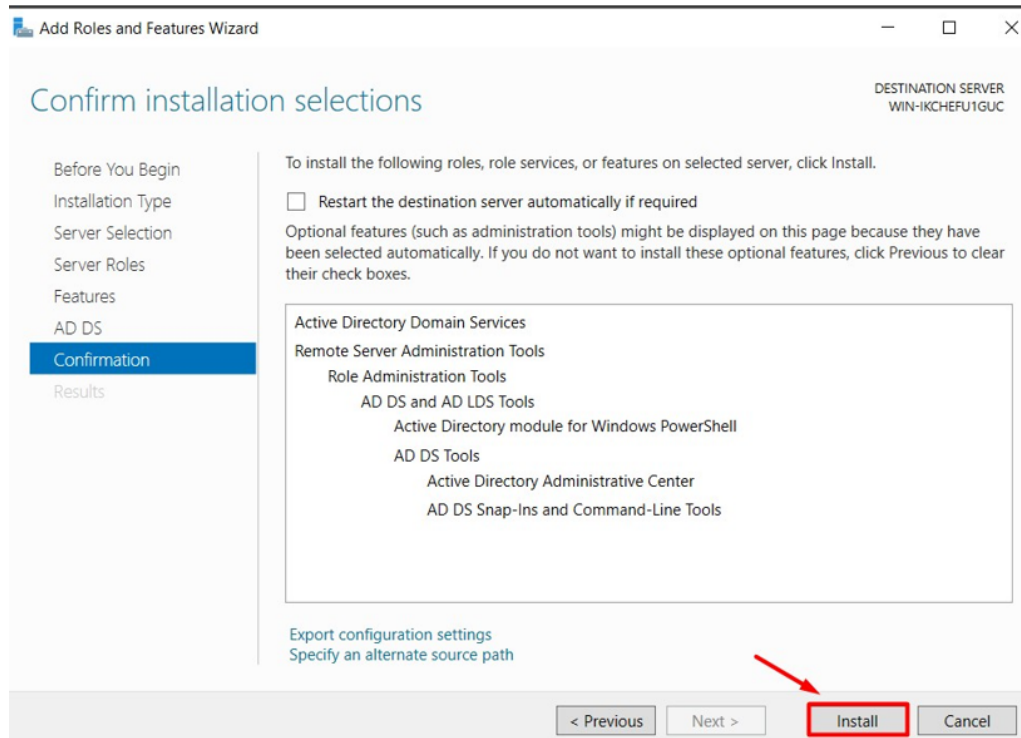 Add Roles and Features Wizard
Confirm installation selections
DESTINATION SERVER
WIN-IKCHEFU1GUC
Before You Begin
Installation Type
Server Selection
Server Roles
Features
AD DS
Confirmation
Results
To install the following roles, role services, or features on selected server, click Install.
Restart the destination server automatically if required
Optional features (such as administration tools) might be displayed on this page because they have
been selected automatically. If you do not want to install these optional features, click Previous to clear
their check boxes.
Active Directory Domain Services
Remote Server Administration Tools
Role Administration Tools
AD DS and AD LDS Tools
Active Directory module for Windows PowerShell
AD DS Tools
Active Directory Administrative Center
AD DS Snap-Ins and Command-Line Tools
Export configuration settings
Specify an alternate source path
< Previous
Next >
Install
Cancel